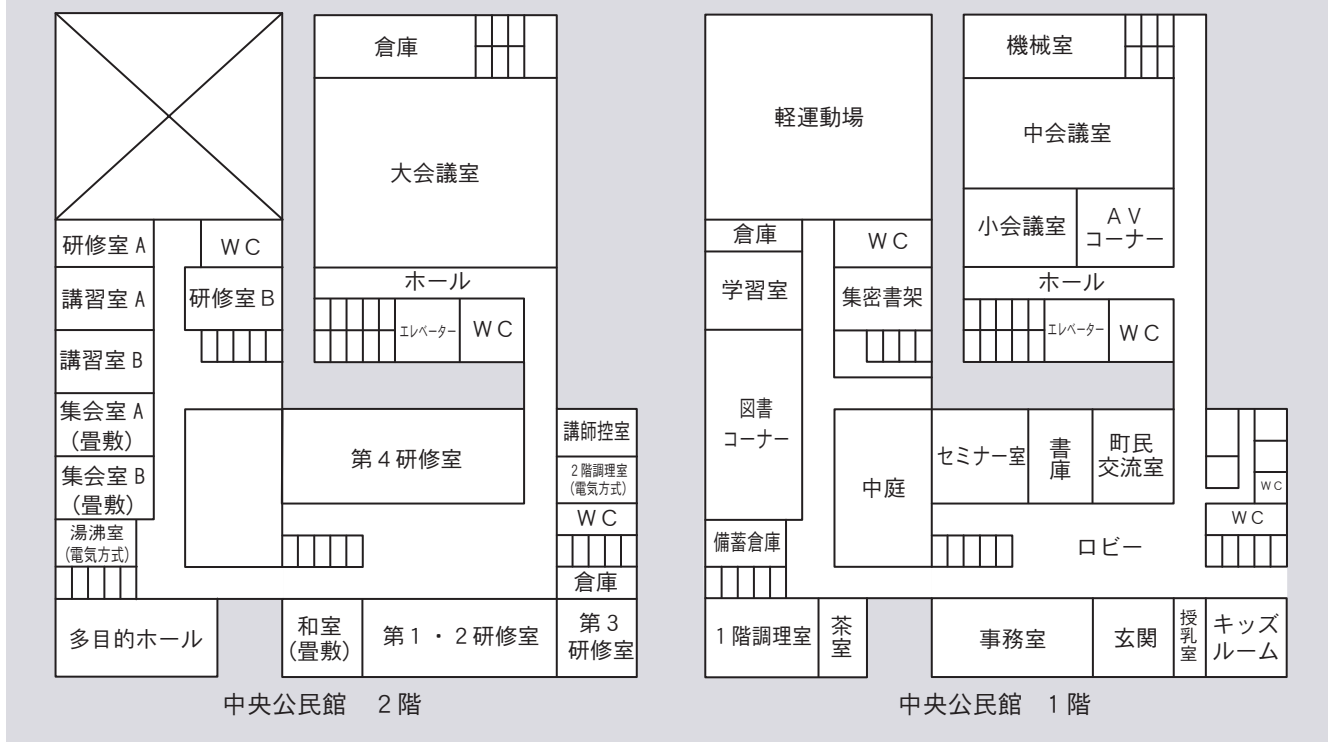 倉庫
大会議室
研修室A
WC
講習室A
研修室B
ホール
エレベーター
WC
講習室B
集会室A
(畳敷)
集会室B
(畳敷)
第4研修室
講師控室
2階調理室
(電気方式)
WC
湯沸室
(電気方式)
倉庫
多目的ホール
和室
(畳敷)
第1・2研修室
第3
研修室
中央公民館 2階
機械室
軽運動場
中会議室
小会議室
AV
コーナー
倉庫
WC
学習室
集密書架
ホール
エレベーター
WC
図書
コーナー
中庭
セミナー室
書庫
町民
交流室
WC
WC
備蓄倉庫
ロビー
1階調理室
茶室
事務室
玄関
授乳室
キッズ
ルーム
中央公民館 1階